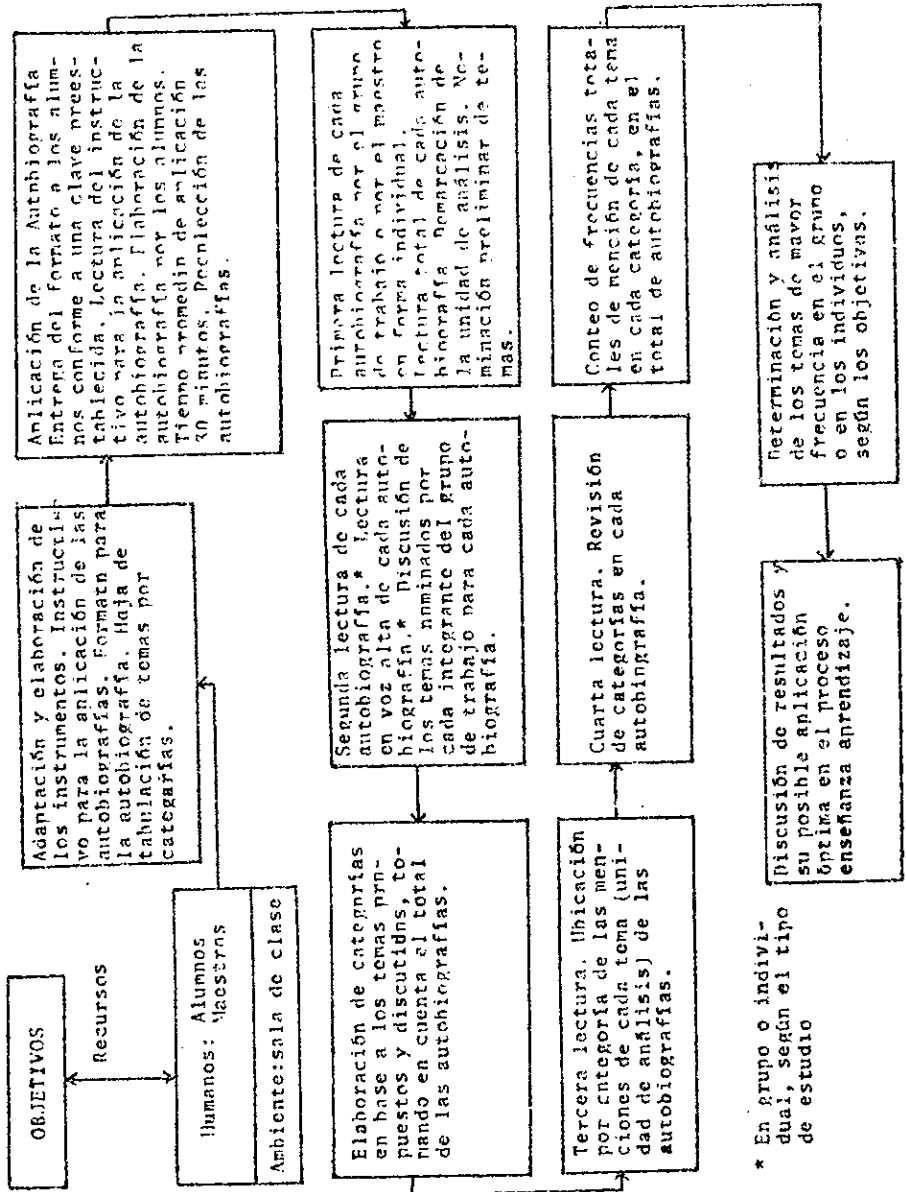 OBJETIVOS
Recursos
Humanos: Alumnos
Maestros
Ambiente:sala de clase
Adaptación y elaboración de
los instrumentos. Instructi-
vo para la aplicación de las
autobiografías. Formato para
la autobiografía. Hoja de
tabulación de temas por
categorías.
Aplicación de la Autobiografía
Entrega del formato a los alum-
nos conforme a una clave prees-
tablecida. Lectura del instruc-
tivo para la aplicación de la
autobiografía. Elaboración de la
autobiografía por los alumnos.
Tiempo promedio de aplicación
30 minutos. Recolección de las
autobiografías.
Primera lectura de cada
autobiografía por el grupo
de trabajo o por el maestro
en forma individual.
Lectura total de cada auto-
biografía. Demarcación de
la unidad de análisis. No-
minación preliminar de te-
mas.
Segunda lectura de cada
autobiografía.* Lectura
en voz alta de cada auto-
biografía.* Discusión de
los temas nominados por
cada integrante del grupo
de trabajo para cada auto-
biografía.
Elaboración de categorías
en base a los temas pro-
puestos y discutidos, to-
mando en cuenta el total
de las autobiografías.
Tercera lectura. Ubicación
por categoría de las men-
ciones de cada tema (uni-
dad de análisis) de las
autobiografías.
Cuarta lectura. Revisión
de categorías en cada
autobiografía.
Conteo de frecuencias tota-
les de mención de cada tema
en cada categoría, en el
total de autobiografías.
Determinación y análisis
de los temas de mayor
frecuencia en el grupo
o en los individuos,
según los objetivas.
Discusión de resultados y
su posible aplicación
óptima en el proceso
enseñanza aprendizaje.
* En grupo o indivi-
dual, según el tipo
de estudio